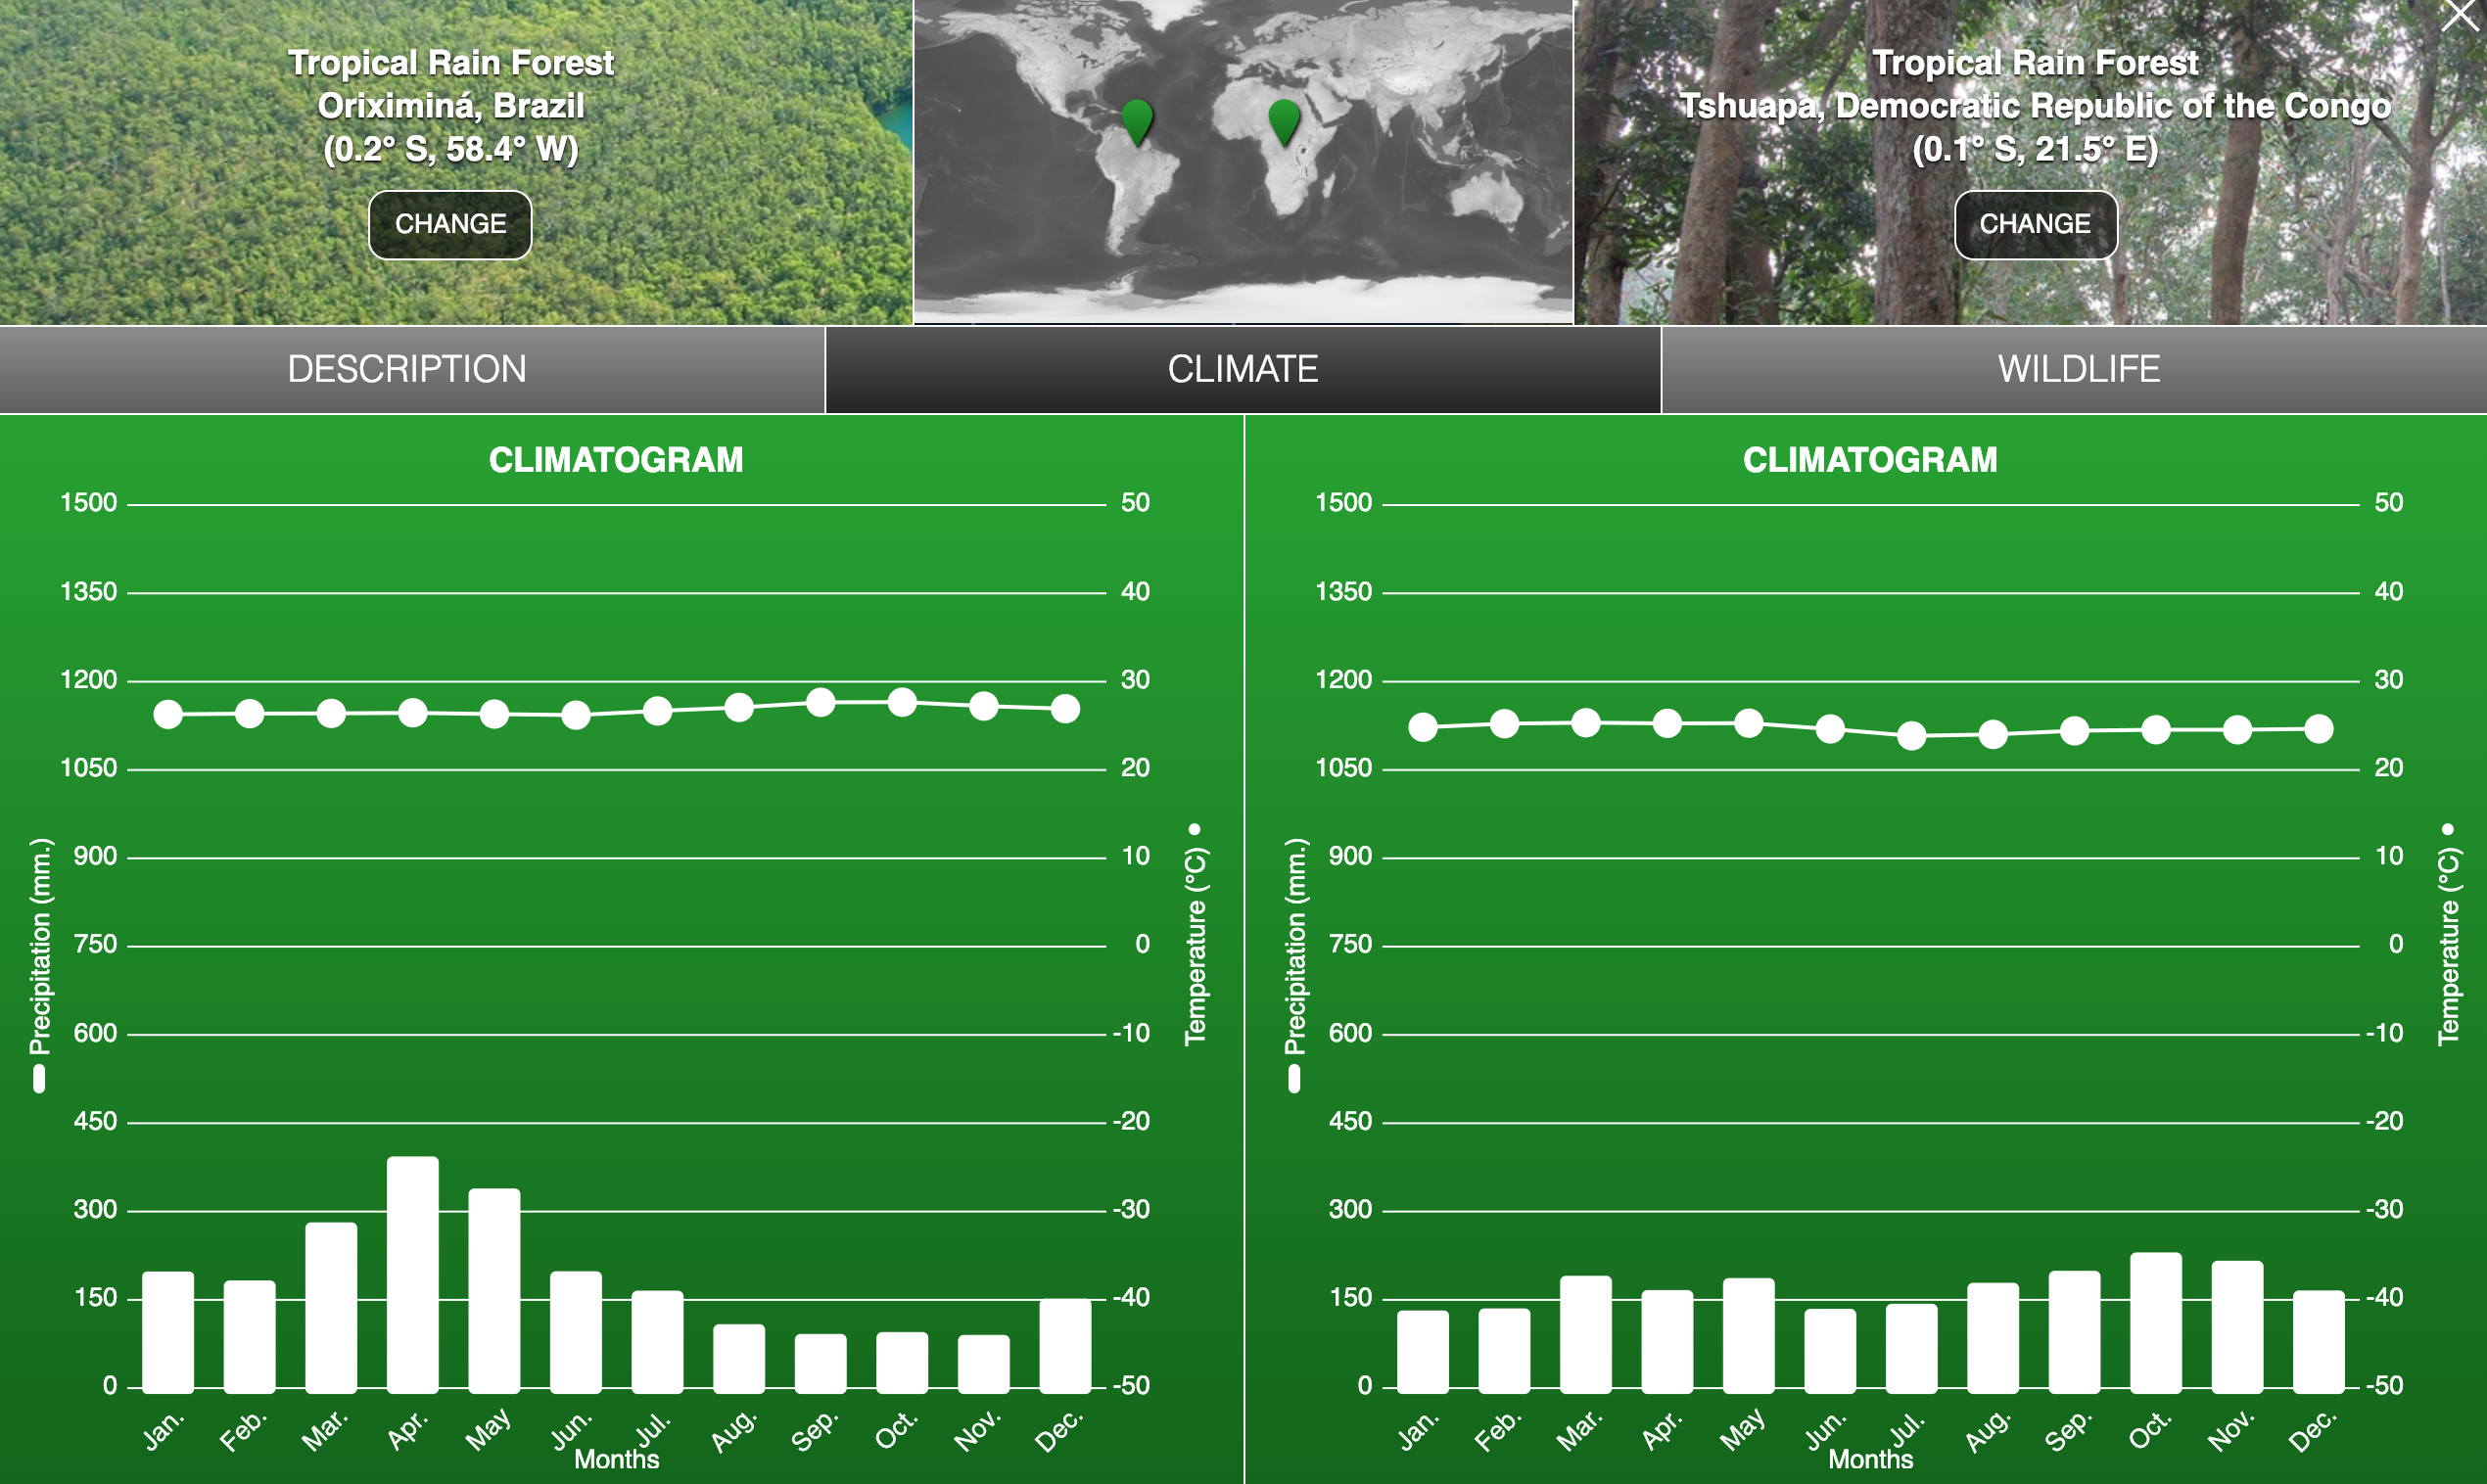 Tropical Rain Forest
Oriximiná, Brazil
(0.2° S, 58.4° W)
CHANGE
Tropical Rain Forest
Tshuapa, Democratic Republic of the Congo
(0.1° S, 21.5° E)
CHANGE
DESCRIPTION
CLIMATE
WILDLIFE
CLIMATOGRAM
1500
1350
1200
1050
900
750
600
450
300
150
0
Precipitation (mm.)
50
40
30
20
10
0
-10
-20
-30
-40
-50
Temperature (°C)
Jan.
Feb.
Mar.
Apr.
May
Jun.
Jul.
Aug.
Sep.
Oct.
Nov.
Dec.
Months
CLIMATOGRAM
1500
1350
1200
1050
900
750
600
450
300
150
0
Precipitation (mm.)
50
40
30
20
10
0
-10
-20
-30
-40
-50
Temperature (°C)
Jan.
Feb.
Mar.
Apr.
May
Jun.
Jul.
Aug.
Sep.
Oct.
Nov.
Dec.
Months